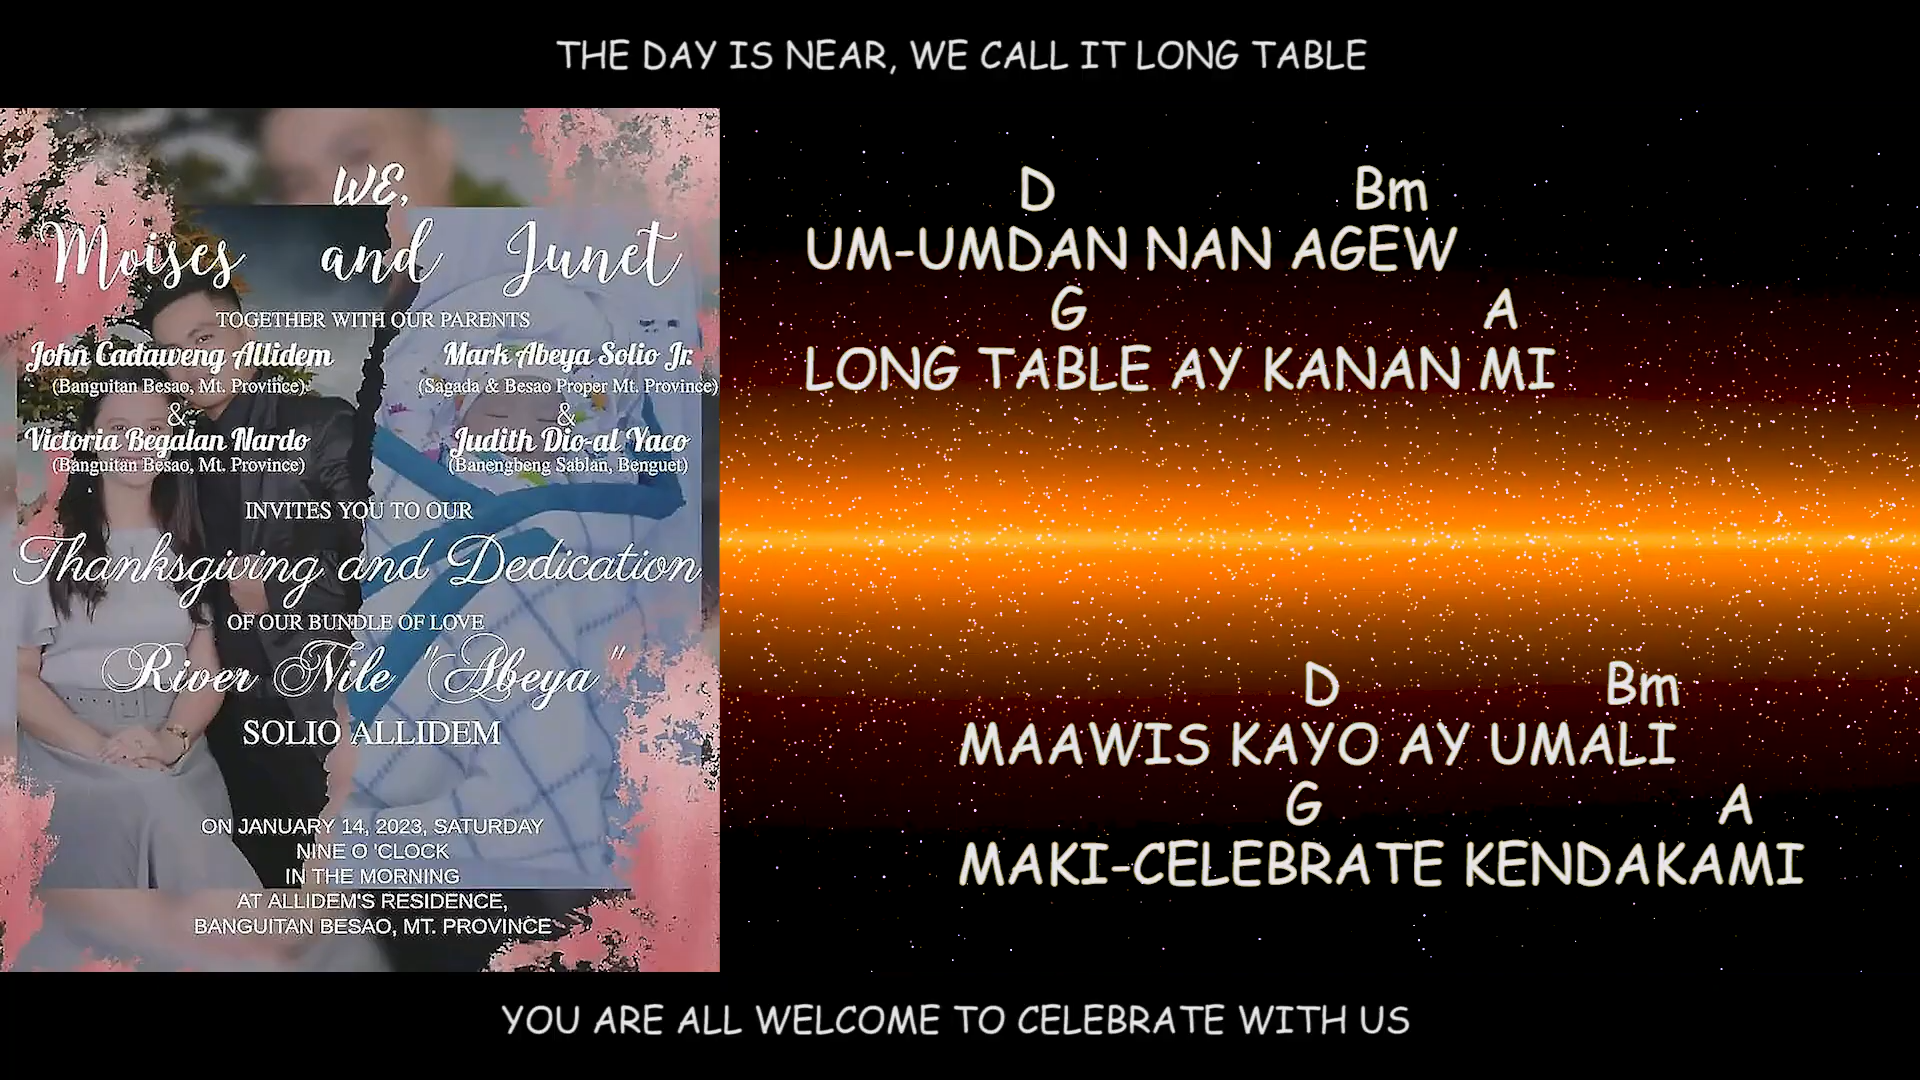 THE DAY IS NEAR, WE CALL IT LONG TABLE
WE,
Moises and Junet
TOGETHER WITH OUR PARENTS
John Cadaweng Allidem
(Banguitan Besao, Mt. Province)
&
Victoria Begalan Nardo
(Banguitan Besao, Mt. Province)
Mark Abeya Solio Jr.
(Sagada & Besao Proper Mt. Province)
&
Judith Dio-al Yaco
(Banengbeng Sablan, Benguet)
INVITES YOU TO OUR
Thanksgiving and Dedication
OF OUR BUNDLE OF LOVE
River Nile "Abeya"
SOLIO ALLIDEM
ON JANUARY 14, 2023, SATURDAY
NINE O 'CLOCK
IN THE MORNING
AT ALLIDEM'S RESIDENCE,
BANGUITAN BESAO, MT. PROVINCE
D Bm
UM-UMDAN NAN AGEW
G A
LONG TABLE AY KANAN MI
D Bm
MAAWIS KAYO AY UMALI
G A
MAKI-CELEBRATE KENDAKAMI
YOU ARE ALL WELCOME TO CELEBRATE WITH US